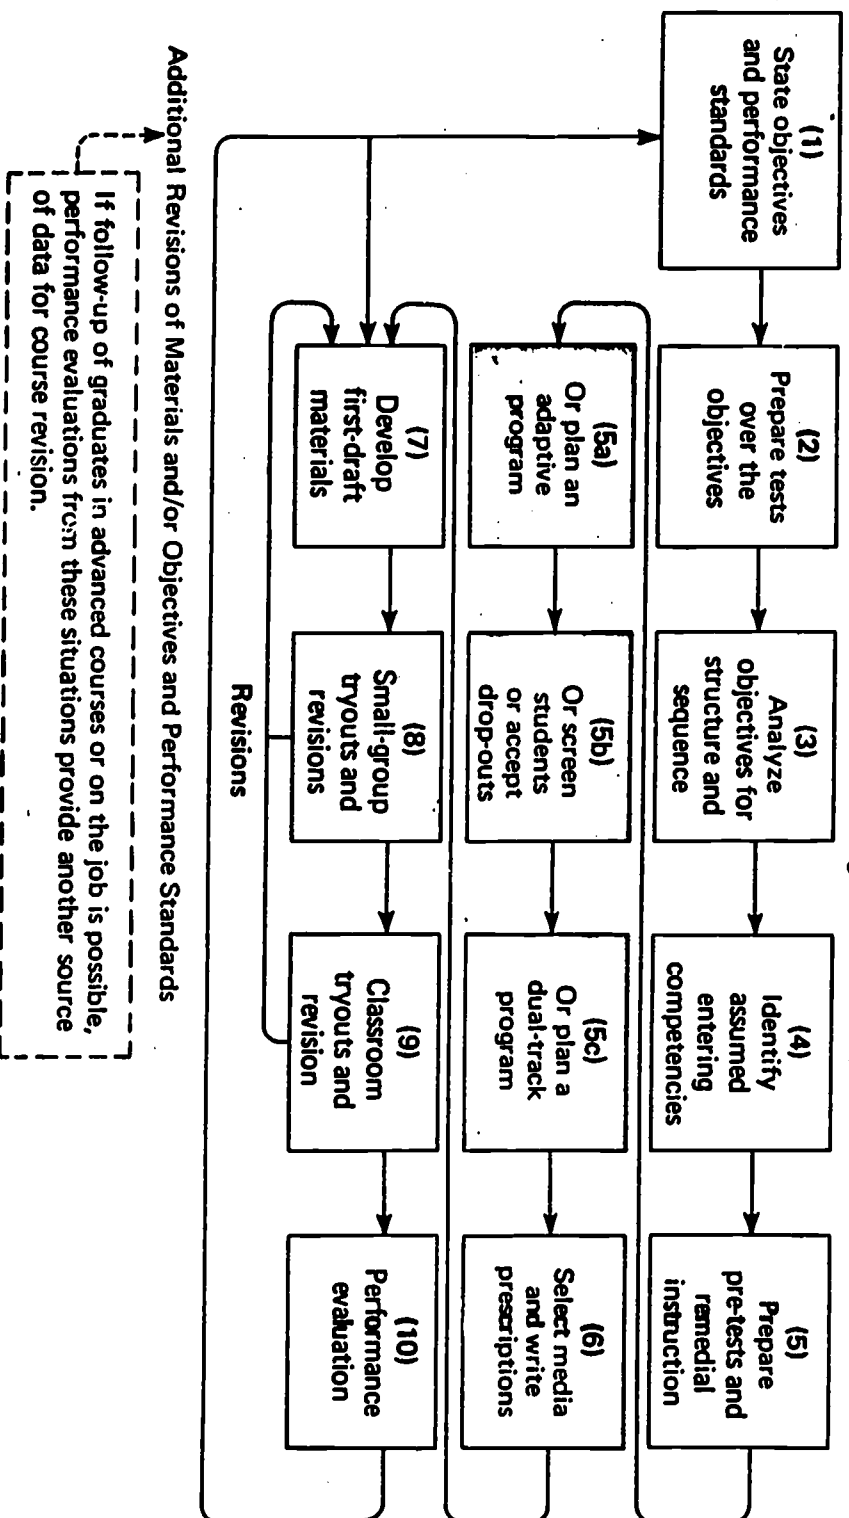 (1)
State objectives
and performance
standards
(2)
Prepare tests
over the
objectives
(3)
Analyze
objectives for
structure and
sequence
(4)
Identify
assumed
entering
competencies
(5)
Prepare
pre-tests and
remedial
instruction
(5a)
Or plan an
adaptive
program
(5b)
Or screen
students
or accept
drop-outs
(5c)
Or plan a
dual-track
program
(6)
Select media
and write
prescriptions
(7)
Develop
first-draft
materials
(8)
Small-group
tryouts and
revisions
(9)
Classroom
tryouts and
revision
(10)
Performance
evaluation
Revisions
Additional Revisions of Materials and/or Objectives and Performance Standards
If follow-up of graduates in advanced courses or on the job is possible,
performance evaluations from these situations provide another source
of data for course revision.